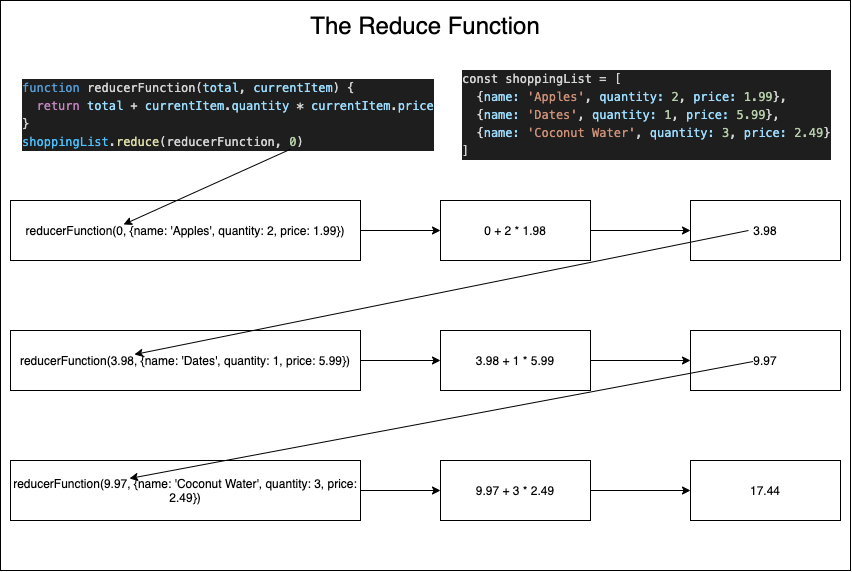 The Reduce Function
function reducerFunction(total, currentItem) {
return total + currentItem.quantity * currentItem.price
}
shoppingList.reduce(reducerFunction, 0)
const shoppingList = [
{name: 'Apples', quantity: 2, price: 1.99},
{name: 'Dates', quantity: 1, price: 5.99},
{name: 'Coconut Water', quantity: 3, price: 2.49}
]
reducerFunction(0, {name: 'Apples', quantity: 2, price: 1.99})
0 + 2 * 1.98
3.98
reducerFunction(3.98, {name: 'Dates', quantity: 1, price: 5.99})
3.98 + 1 * 5.99
9.97
reducerFunction(9.97, {name: 'Coconut Water', quantity: 3, price:
2.49})
9.97 + 3 * 2.49
17.44